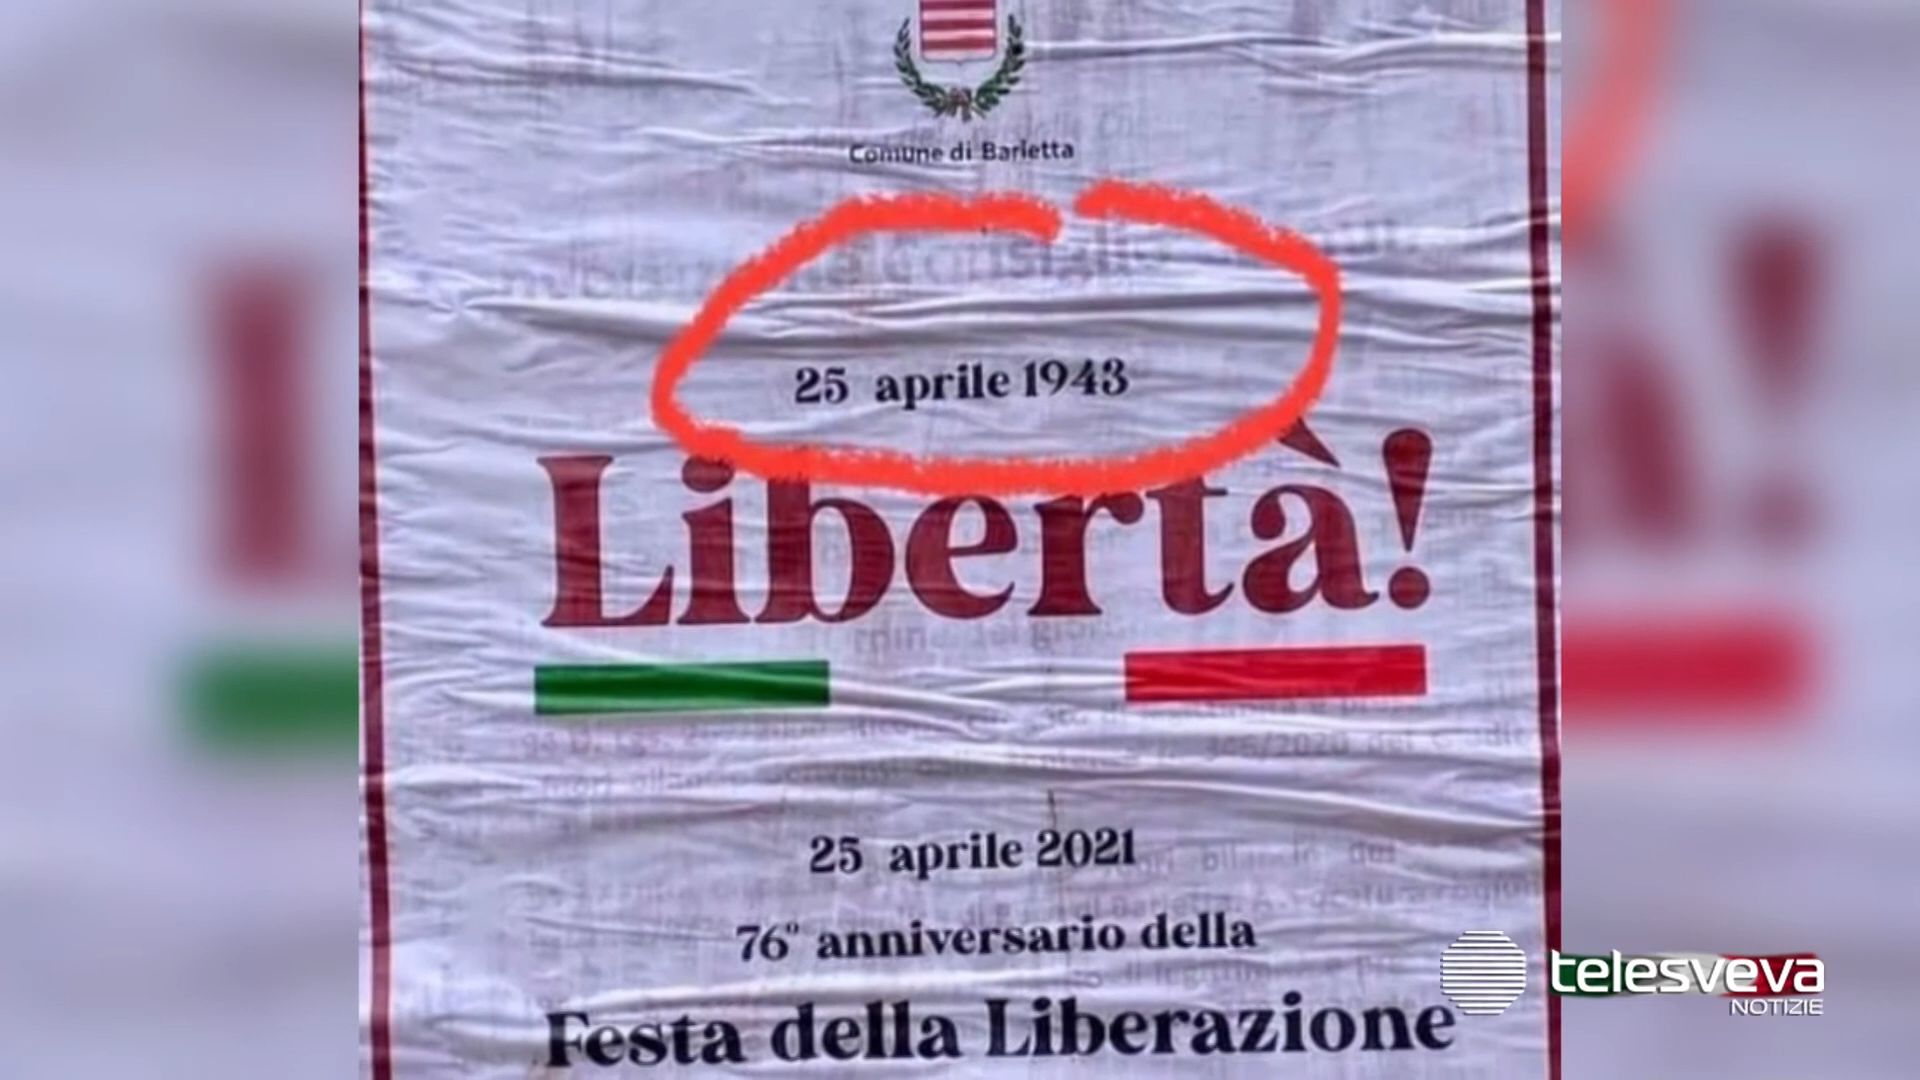 Comune di Barletta
25 aprile 1943
Libertà!
25 aprile 2021
76° anniversario della
Festa della Liberazione
telesveva
NOTIZIE